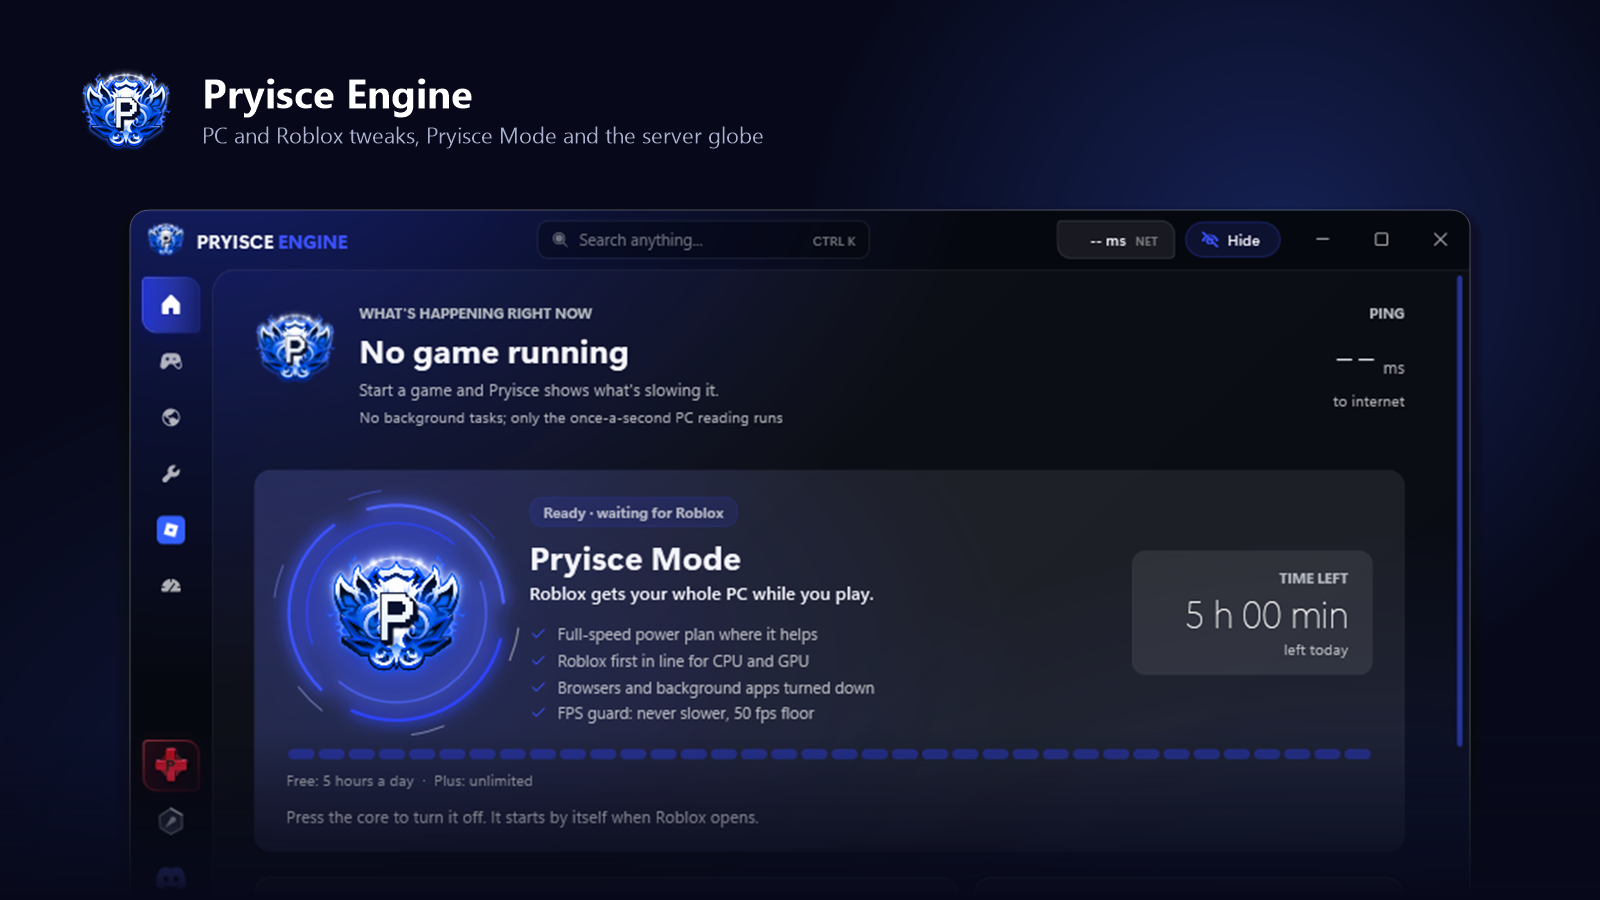 Pryisce Engine
PC and Roblox tweaks, Pryisce Mode and the server globe
PRYISCE ENGINE
Search anything...
CTRL K
-- ms NET
Hide
WHAT'S HAPPENING RIGHT NOW
No game running
Start a game and Pryisce shows what's slowing it.
No background tasks; only the once-a-second PC reading runs
PING
-- ms
to internet
Ready · waiting for Roblox
Pryisce Mode
Roblox gets your whole PC while you play.
Full-speed power plan where it helps
Roblox first in line for CPU and GPU
Browsers and background apps turned down
FPS guard: never slower, 50 fps floor
TIME LEFT
5 h 00 min
left today
Free: 5 hours a day · Plus: unlimited
Press the core to turn it off. It starts by itself when Roblox opens.